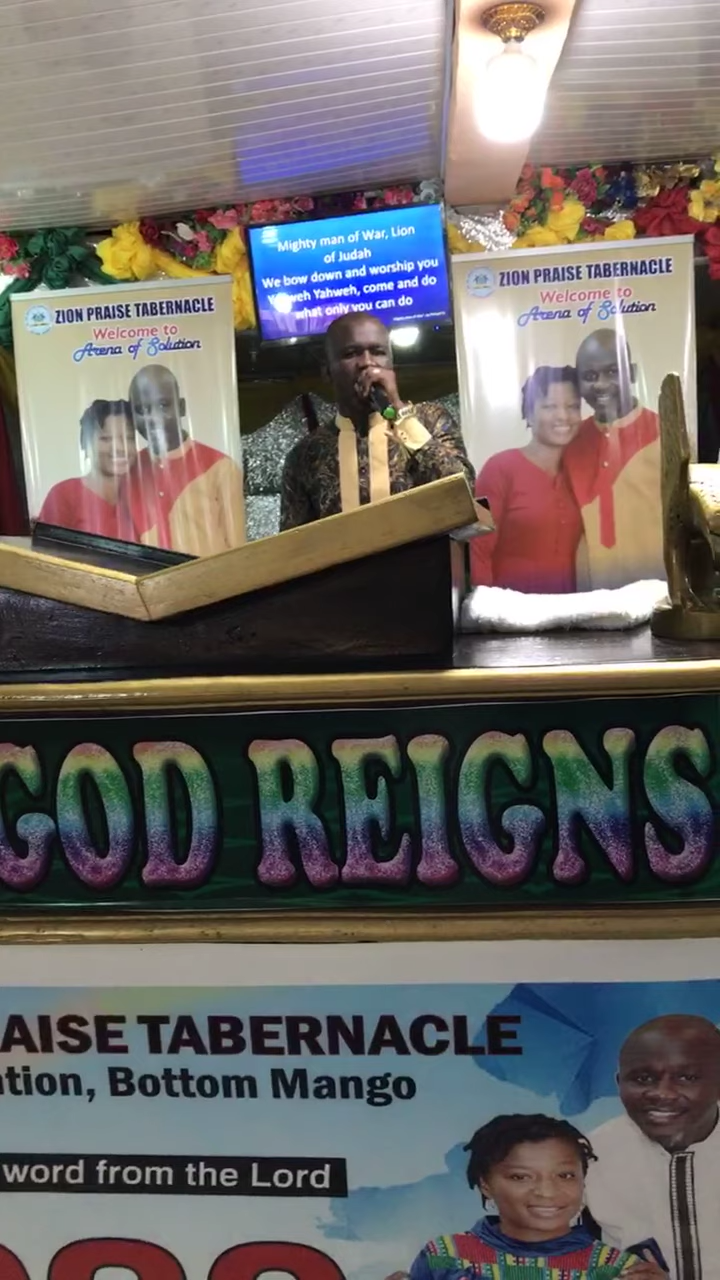 Mighty man of War, Lion
of Judah
We bow down and worship you
Yahweh Yahweh, come and do
what only you can do
ZION PRAISE TABERNACLE
Welcome to
Arena of Solution
ZION PRAISE TABERNACLE
Welcome to
Arena of Solution
GOD REIGNS
AISE TABERNACLE
ation, Bottom Mango
word from the Lord